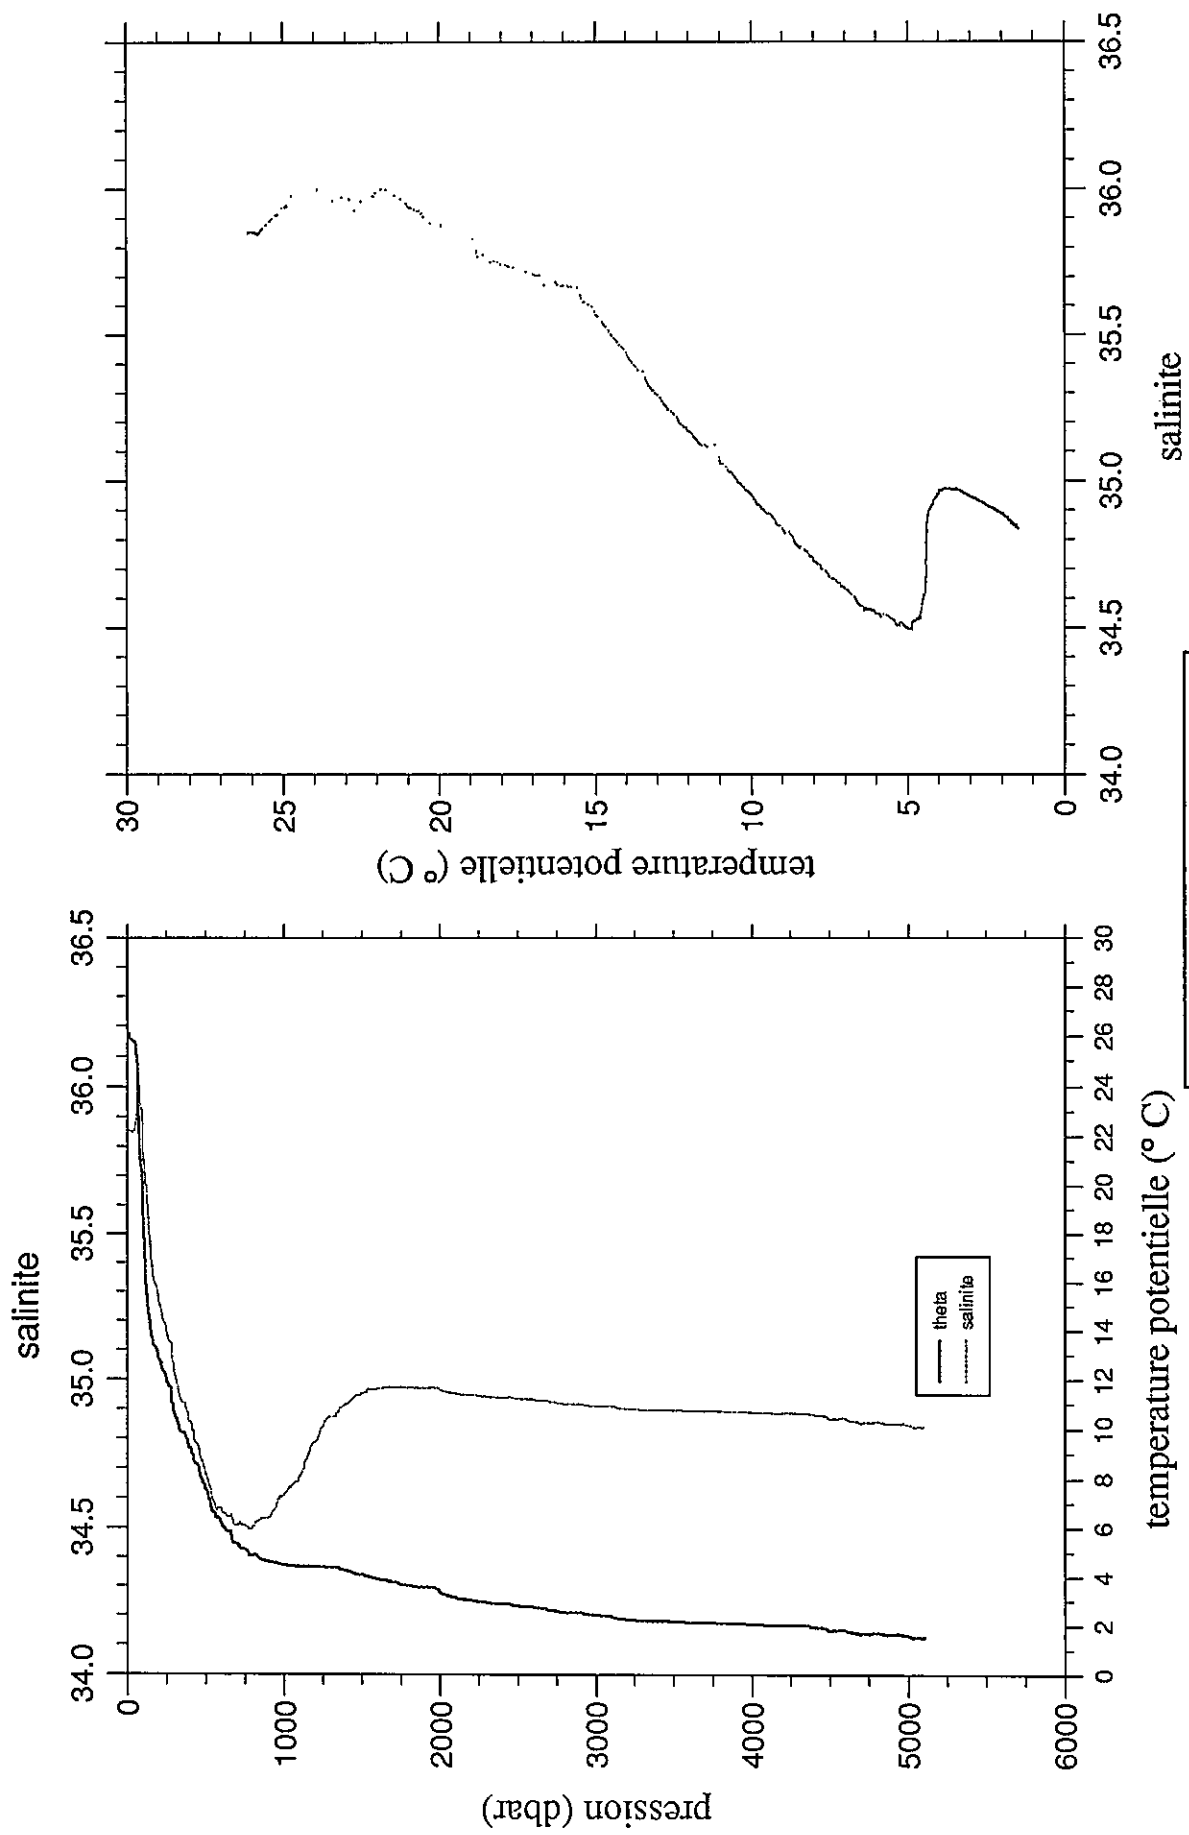 salinite
34.0 34.5 35.0 35.5 36.0 36.5
0
1000
2000
3000
4000
5000
6000
pression (dbar)
theta
salinite
0 2 4 6 8 10 12 14 16 18 20 22 24 26 28 30
temperature potentielle (° C)
30
25
20
15
10
5
0
temperature potentielle (° C)
34.0 34.5 35.0 35.5 36.0 36.5
salinite